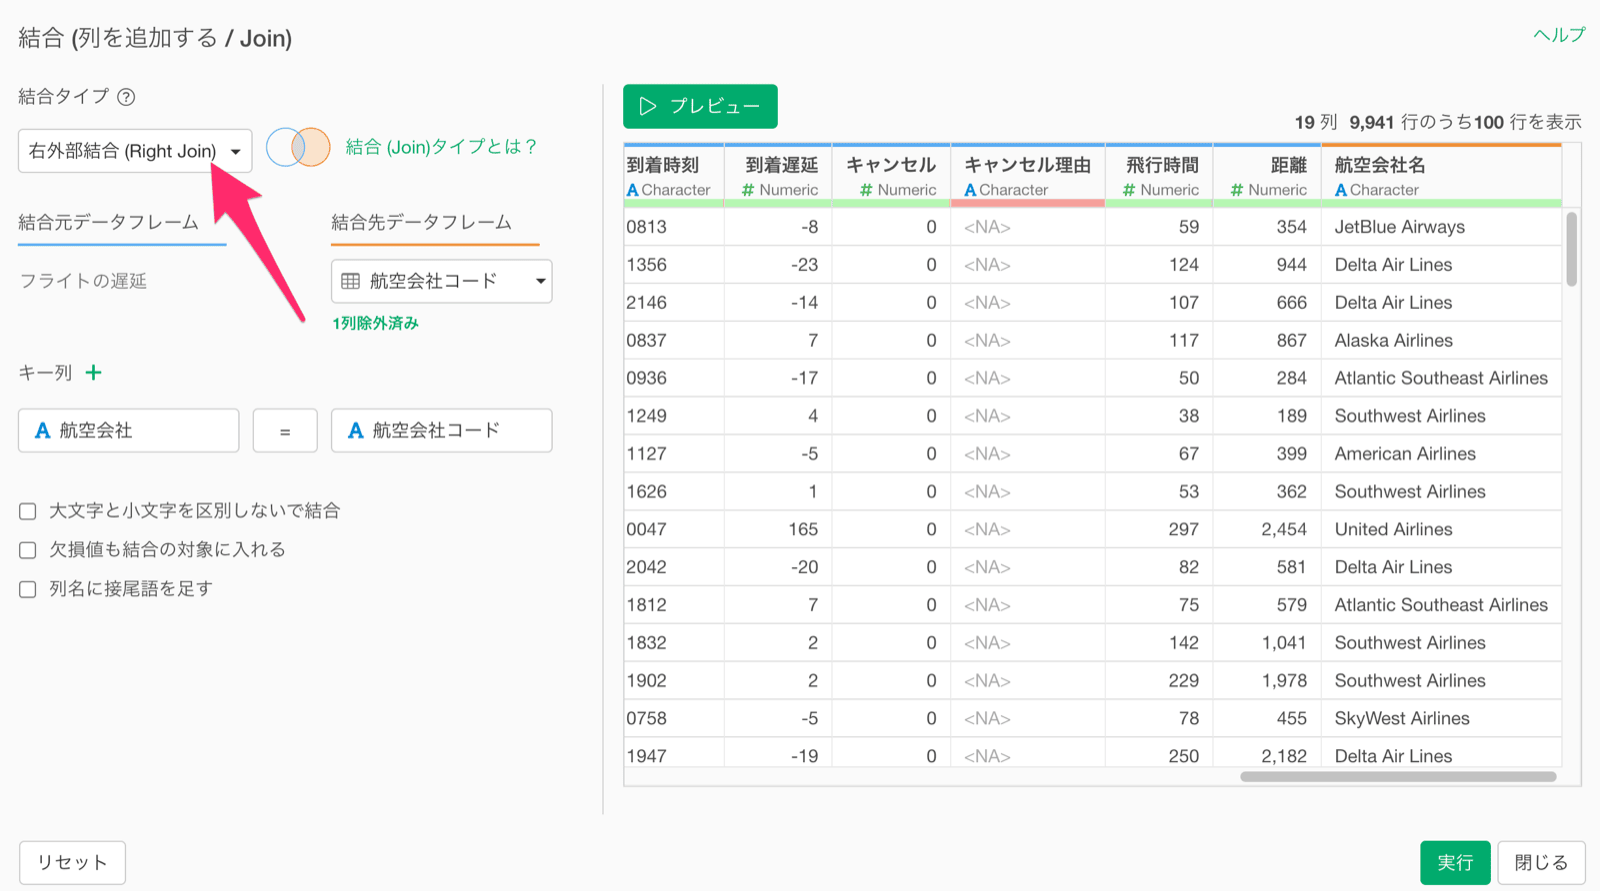 結合 (列を追加する / Join)
ヘルプ
結合タイプ ?
右外部結合 (Right Join)
結合 (Join)タイプとは？
結合元データフレーム
結合先データフレーム
フライトの遅延
航空会社コード
1列除外済み
キー列 +
A 航空会社
=
A 航空会社コード
大文字と小文字を区別しないで結合
欠損値も結合の対象に入れる
列名に接尾語を足す
プレビュー
19 列 9,941 行のうち100 行を表示
到着時刻 到着遅延 キャンセル キャンセル理由 飛行時間 距離 航空会社名
A Character # Numeric # Numeric A Character # Numeric # Numeric A Character
0813 -8 0 <NA> 59 354 JetBlue Airways
1356 -23 0 <NA> 124 944 Delta Air Lines
2146 -14 0 <NA> 107 666 Delta Air Lines
0837 7 0 <NA> 117 867 Alaska Airlines
0936 -17 0 <NA> 50 284 Atlantic Southeast Airlines
1249 4 0 <NA> 38 189 Southwest Airlines
1127 -5 0 <NA> 67 399 American Airlines
1626 1 0 <NA> 53 362 Southwest Airlines
0047 165 0 <NA> 297 2,454 United Airlines
2042 -20 0 <NA> 82 581 Delta Air Lines
1812 7 0 <NA> 75 579 Atlantic Southeast Airlines
1832 2 0 <NA> 142 1,041 Southwest Airlines
1902 2 0 <NA> 229 1,978 Southwest Airlines
0758 -5 0 <NA> 78 455 SkyWest Airlines
1947 -19 0 <NA> 250 2,182 Delta Air Lines
リセット
実行
閉じる